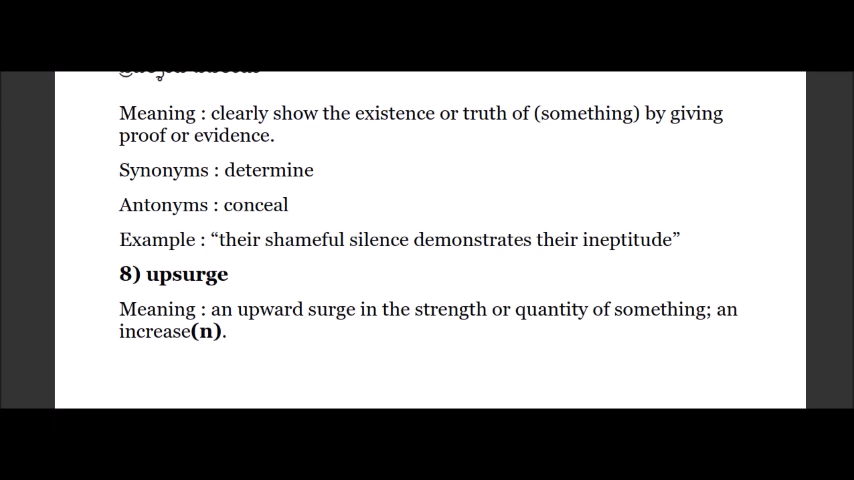 Meaning : clearly show the existence or truth of (something) by giving
proof or evidence.
Synonyms : determine
Antonyms : conceal
Example : “their shameful silence demonstrates their ineptitude”
8) upsurge
Meaning : an upward surge in the strength or quantity of something; an
increase(n).